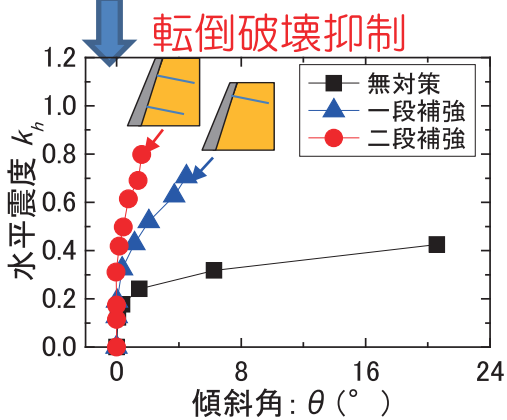 転倒破壊抑制
1.2
1.0
0.8
0.6
0.4
0.2
0.0
水平震度 kh
無対策
一段補強
二段補強
0 8 16 24
傾斜角: θ (°)